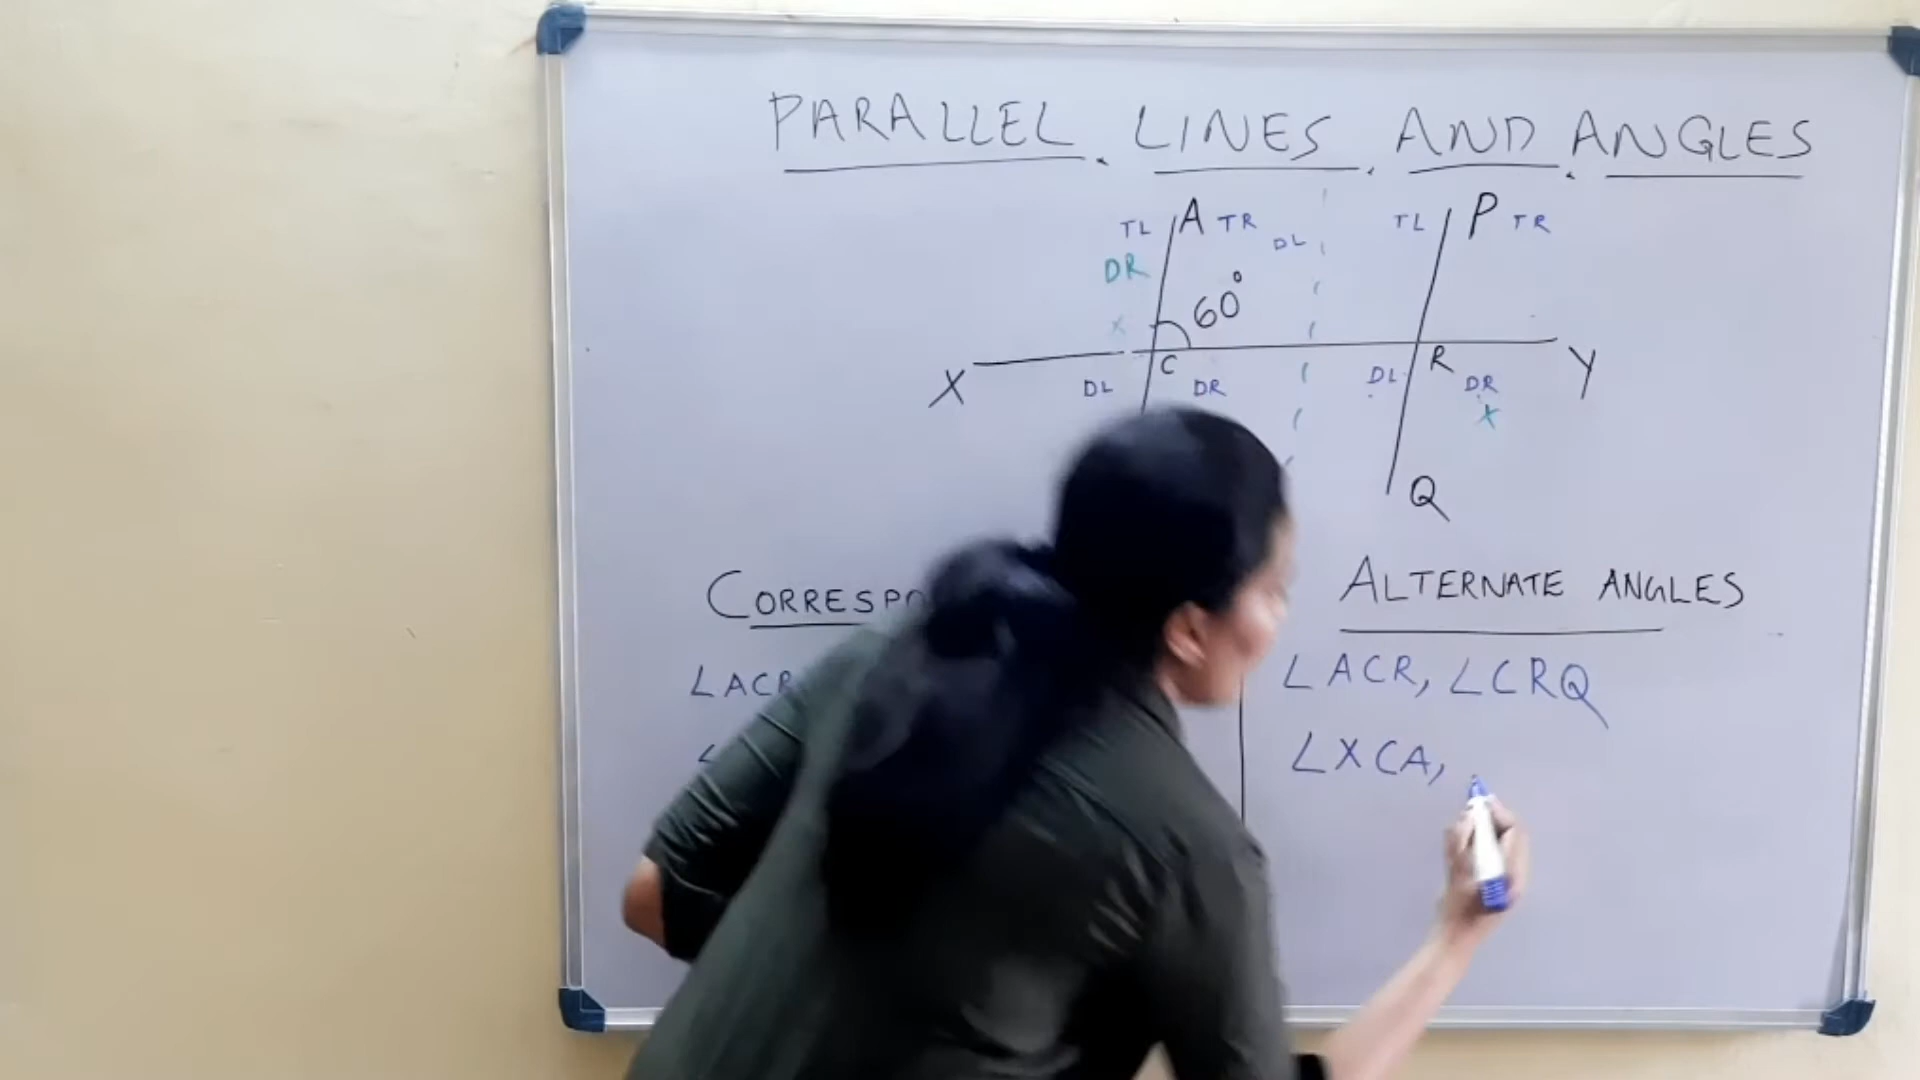 PARALLEL LINES AND ANGLES
TL A TR DL TL P TR
DR
60°
X
X C R Y
DL DR DL DR
X
Q
ALTERNATE ANGLES
∠ACR, ∠CRQ
∠XCA,